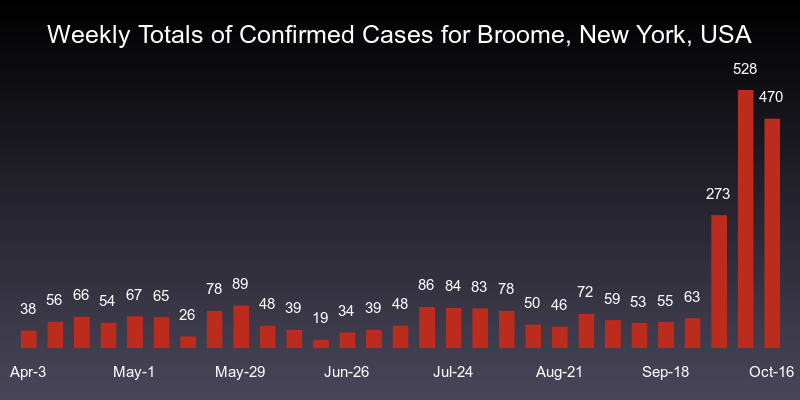 Weekly Totals of Confirmed Cases for Broome, New York, USA
38 56 66 54 67 65 26 78 89 48 39 19 34 39 48 86 84 83 78 50 46 72 59 53 55 63 273 528 470
Apr-3 May-1 May-29 Jun-26 Jul-24 Aug-21 Sep-18 Oct-16